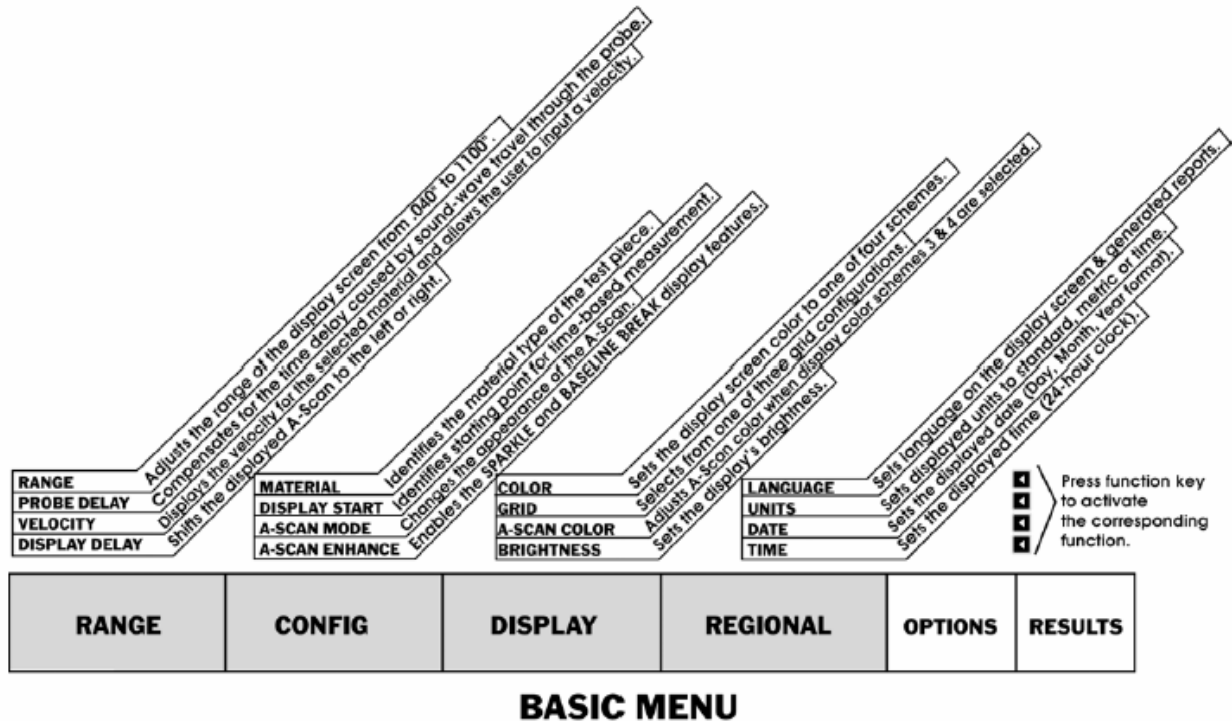 RANGE Adjusts the range of the display screen from .040" to 1100".
PROBE DELAY Compensates for the time delay caused by sound-wave travel through the probe.
VELOCITY Displays the velocity for the selected material and allows the user to input a velocity.
DISPLAY DELAY Shifts the displayed A-Scan to the left or right.
MATERIAL Identifies the material type of the test piece.
DISPLAY START Identifies starting point for time-based measurement.
A-SCAN MODE Changes the appearance of the A-Scan.
A-SCAN ENHANCE Enables the SPARKLE and BASELINE BREAK display features.
COLOR Sets the display screen color to one of four schemes.
GRID Selects from one of three grid configurations.
A-SCAN COLOR Adjusts A-Scan color when display color schemes 3 & 4 are selected.
BRIGHTNESS Sets the display's brightness.
LANGUAGE Sets language on the display screen & generated reports.
UNITS Sets displayed units to standard, metric or time.
DATE Sets the displayed date (Day, Month, Year format).
TIME Sets the displayed time (24-hour clock).
Press function key
to activate
the corresponding
function.
RANGE CONFIG DISPLAY REGIONAL OPTIONS RESULTS
BASIC MENU